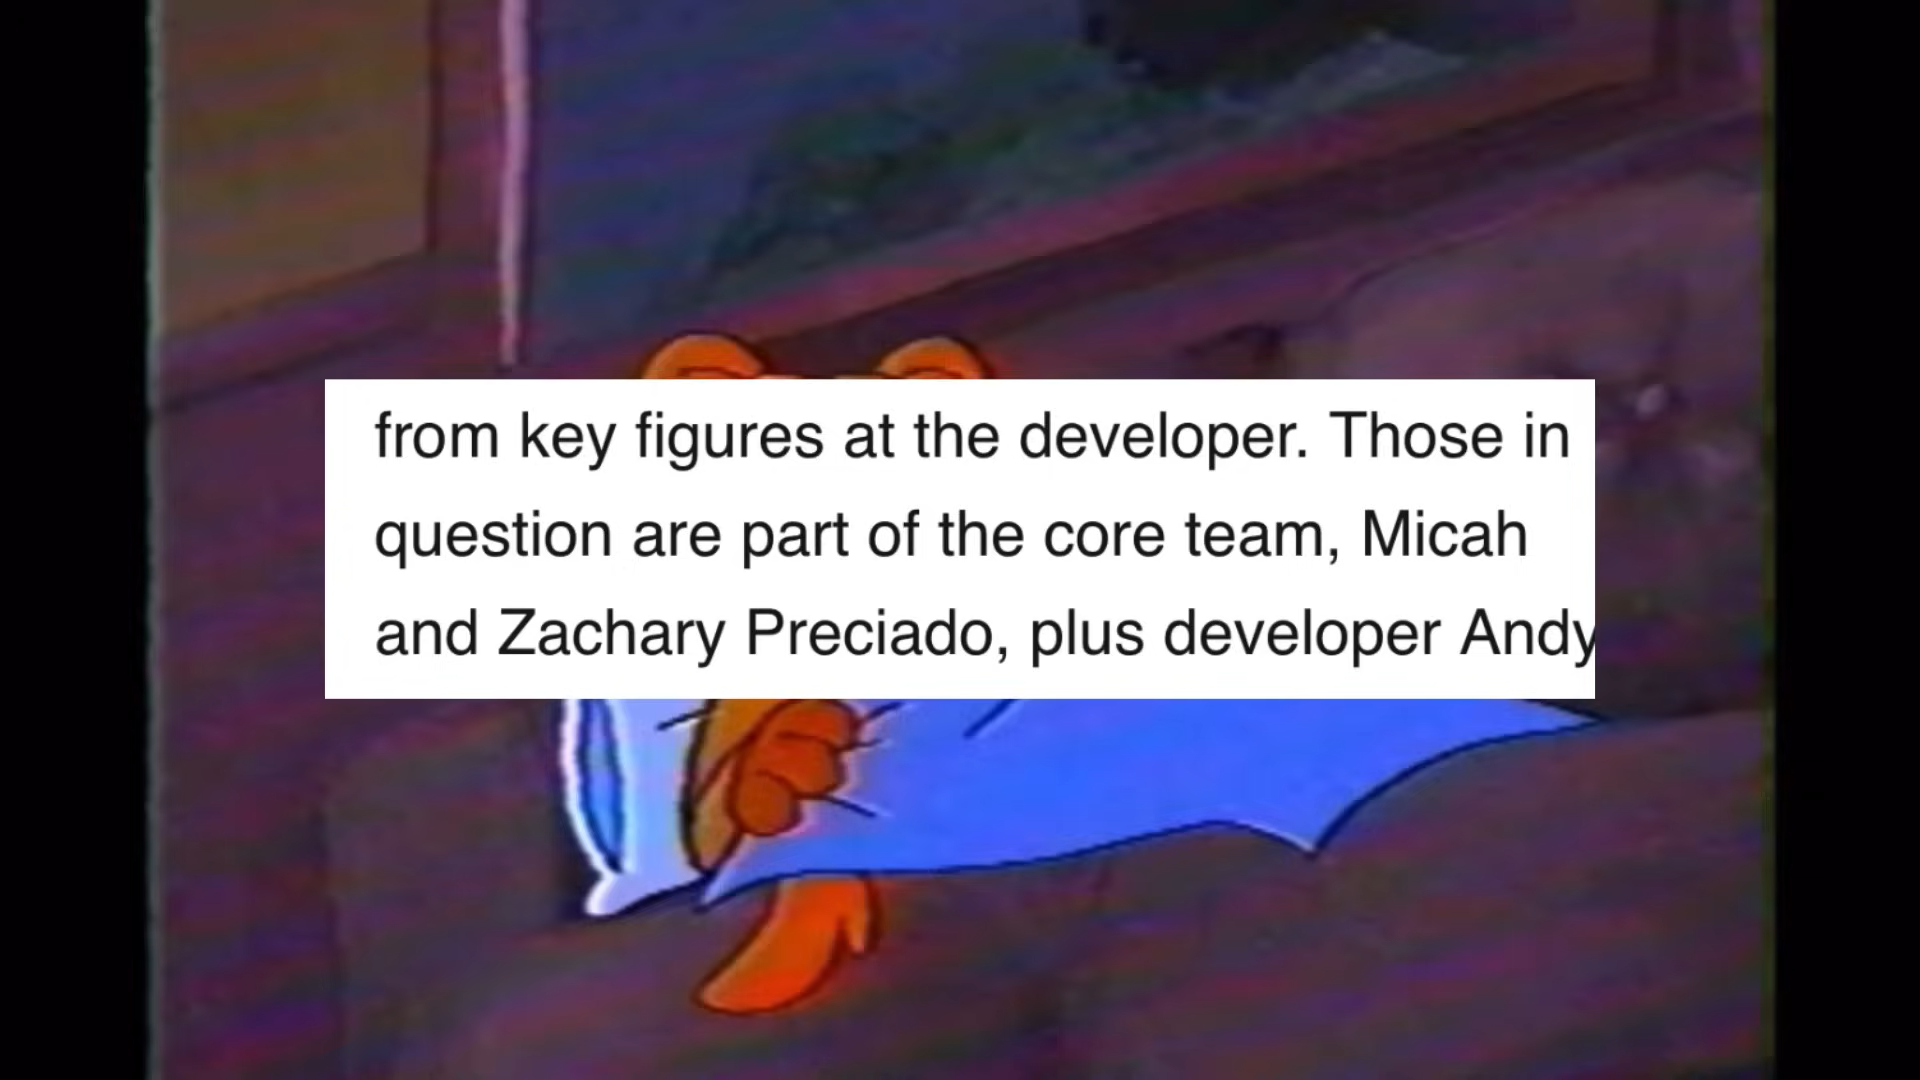 from key figures at the developer. Those in
question are part of the core team, Micah
and Zachary Preciado, plus developer Andy